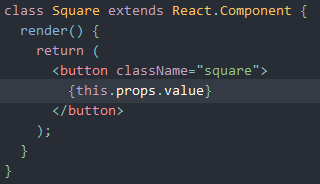 class Square extends React.Component {
  render() {
    return (
      <button className="square">
        {this.props.value}
      </button>
    );
  }
}